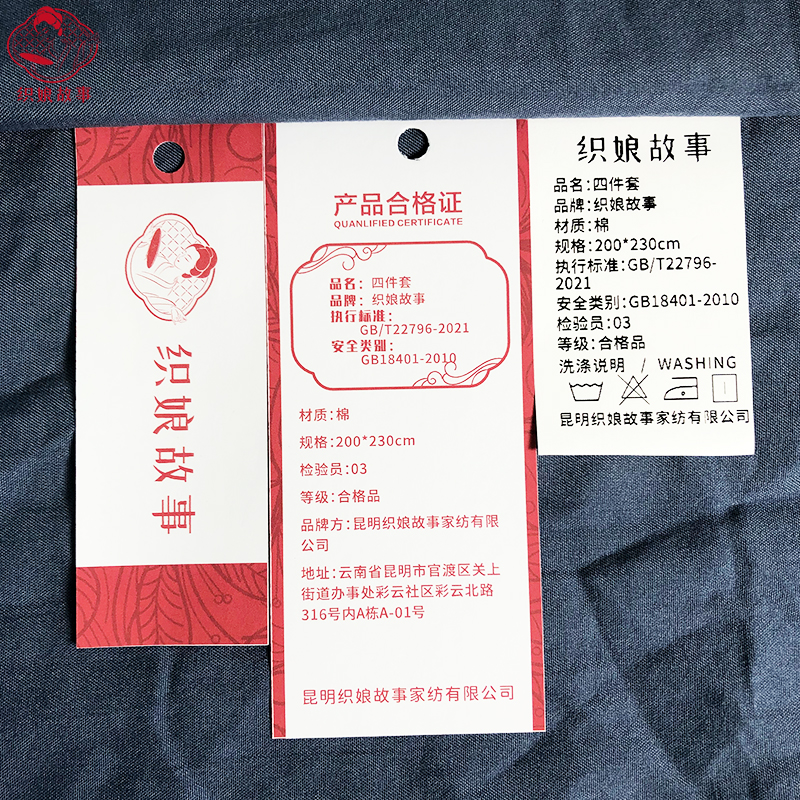 织娘故事
织娘故事
产品合格证
QUANLIFIED CERTIFICATE
品名：四件套
品牌：织娘故事
执行标准：
GB/T22796-2021
安全类别：
GB18401-2010
材质：棉
规格：200*230cm
检验员：03
等级：合格品
品牌方：昆明织娘故事家纺有限
公司
地址：云南省昆明市官渡区关上
街道办事处彩云社区彩云北路
316号内A栋A-01号
昆明织娘故事家纺有限公司
织娘故事
品名：四件套
品牌：织娘故事
材质：棉
规格：200*230cm
执行标准：GB/T22796-
2021
安全类别：GB18401-2010
检验员：03
等级：合格品
洗涤说明 / WASHING
昆明织娘故事家纺有限公司